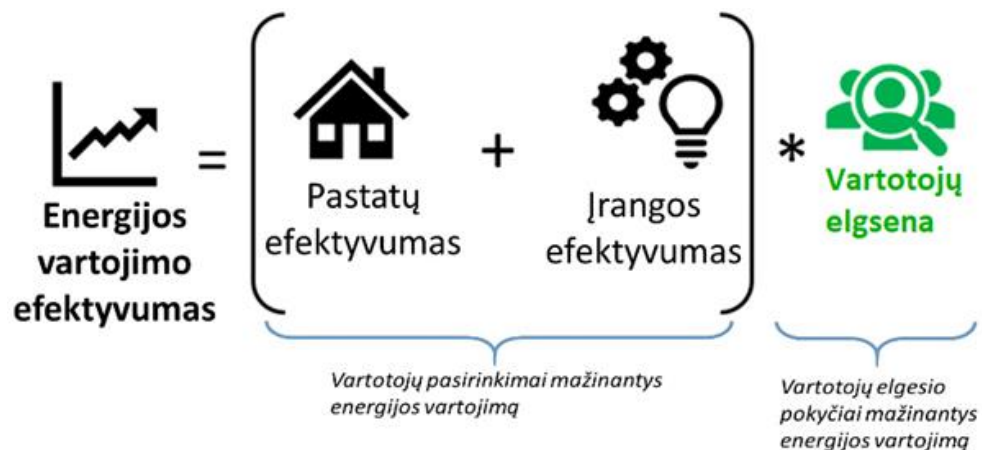 Energijos
vartojimo
efektyvumas
=
Pastatų
efektyvumas
+
Įrangos
efektyvumas
*
Vartotojų
elgsena
Vartotojų pasirinkimai mažinantys
energijos vartojimą
Vartotojų elgesio
pokyčiai mažinantys
energijos vartojimą